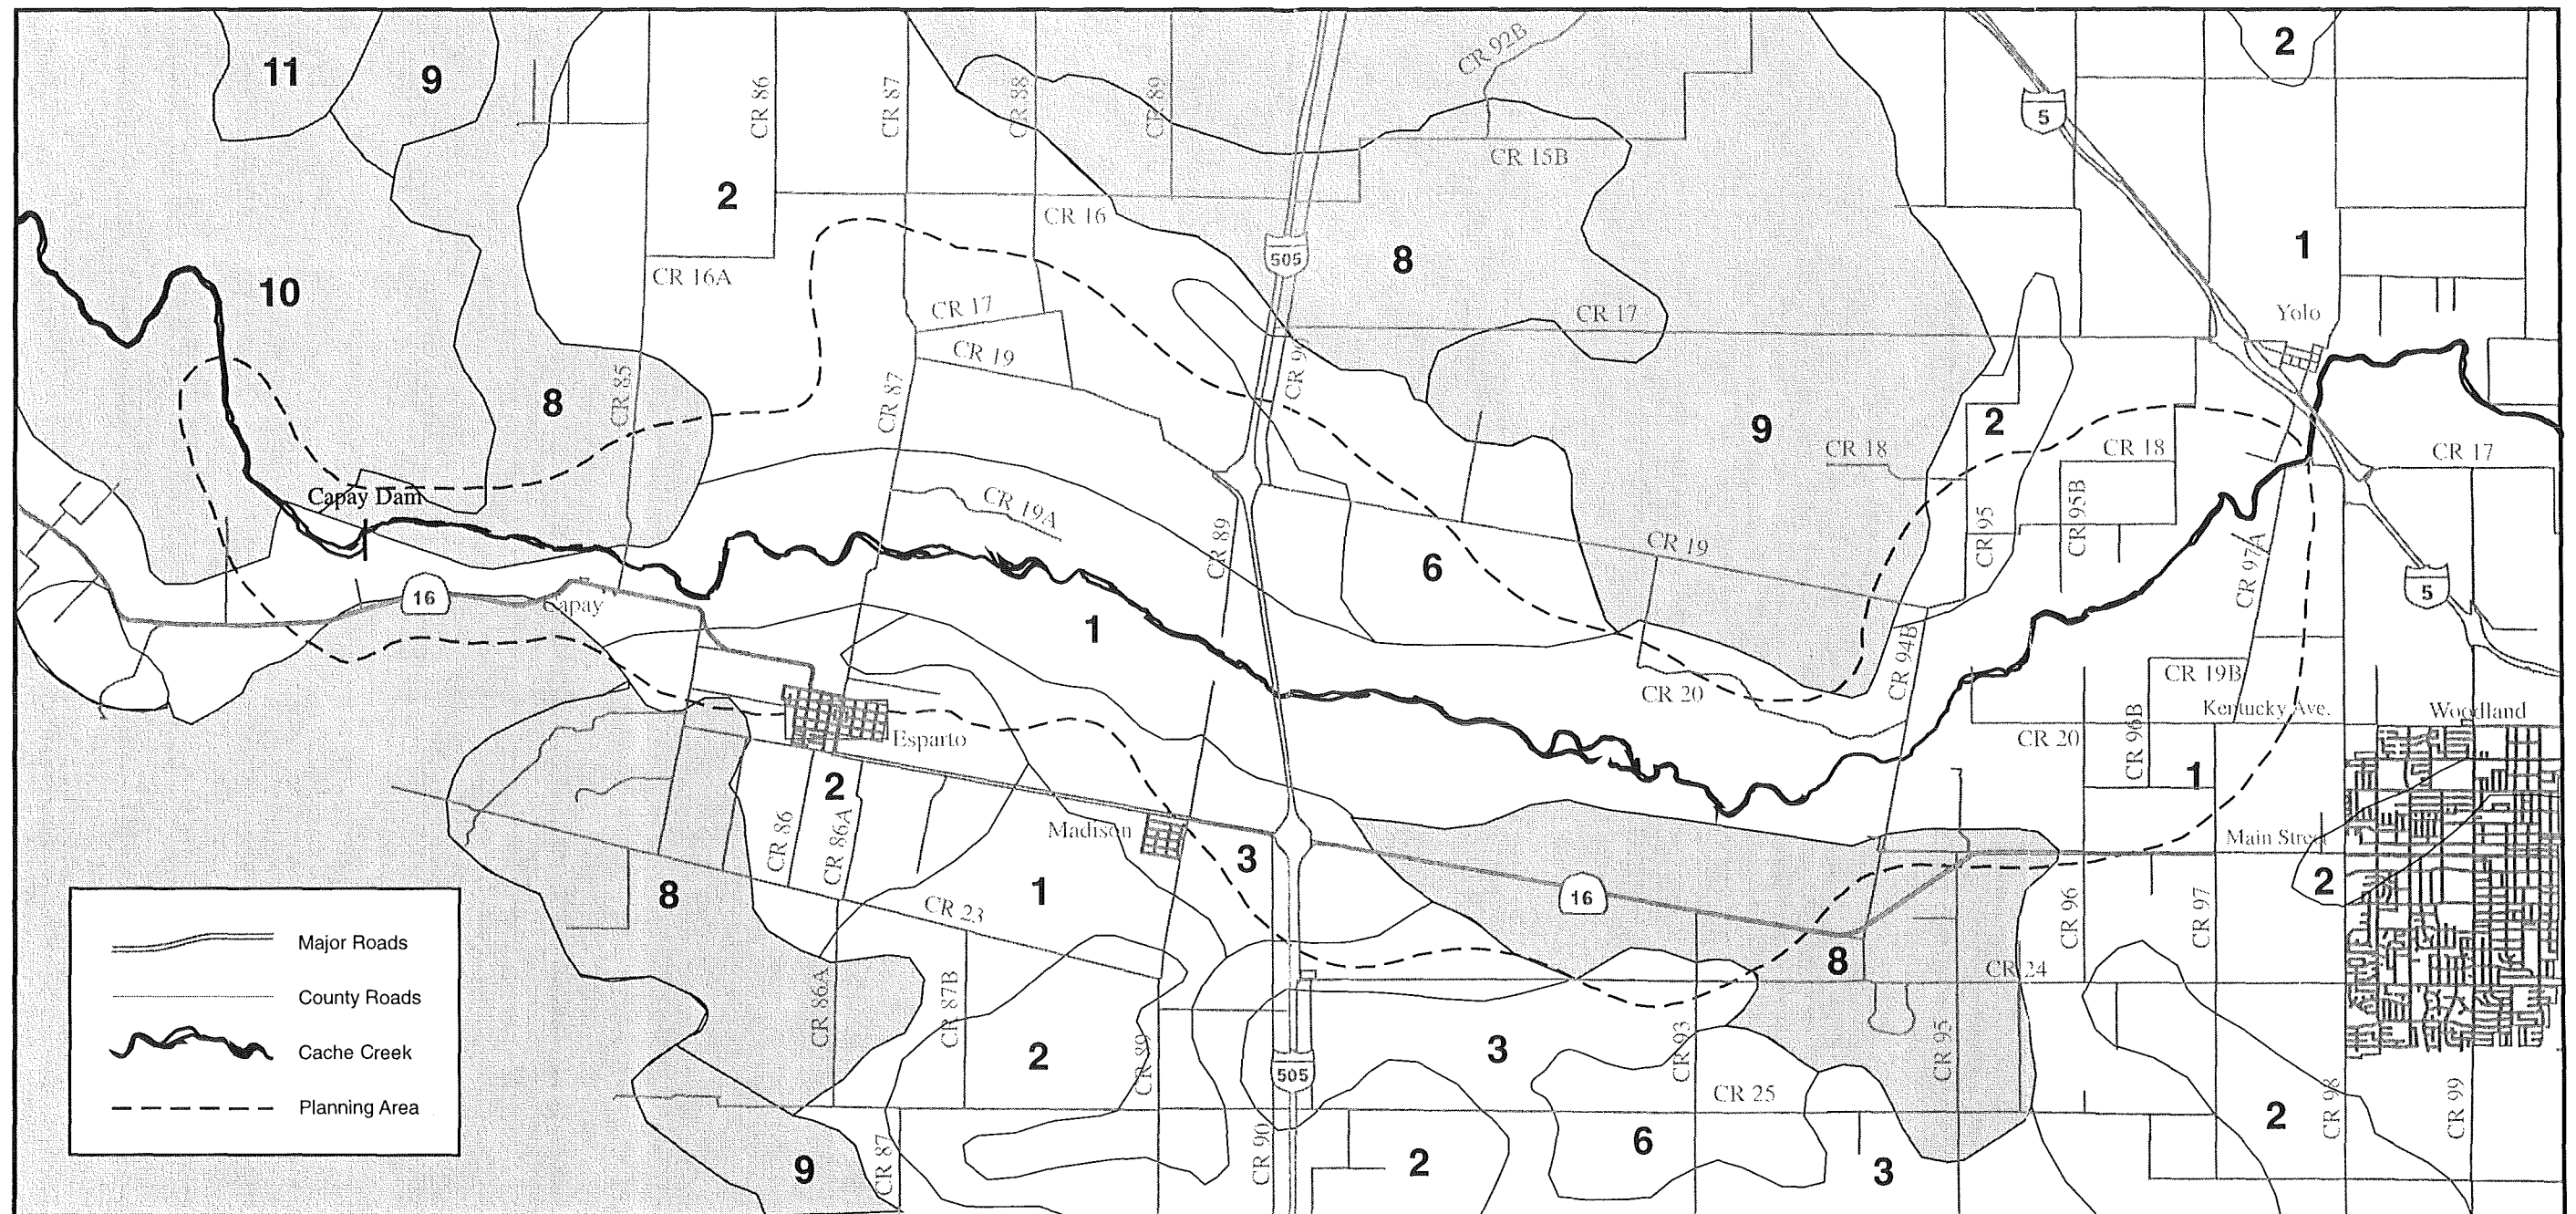 11
9
CR 86
CR 87
CR 88
CR 89
CR 92B
5
2
2
CR 15B
CR 16
505
8
1
10
CR 16A
CR 17
CR 17
Yolo
CR 19
CR 90
8
CR 85
CR 87
9
2
CR 18
CR 18
CR 17
Capay Dam
CR 19A
CR 89
CR 95
CR 95B
CR 19
6
CR 97A
5
16
Capay
1
CR 94B
CR 20
CR 19B
Kentucky Ave.
Woodland
CR 20
CR 96B
1
Esparto
2
CR 86
CR 86A
Madison
3
Main Street
2
8
1
CR 23
16
CR 96
CR 97
8
CR 24
CR 86A
CR 87B
2
CR 89
505
3
CR 93
CR 95
CR 25
6
2
CR 98
CR 99
9
CR 87
CR 90
2
3
Major Roads
County Roads
Cache Creek
Planning Area